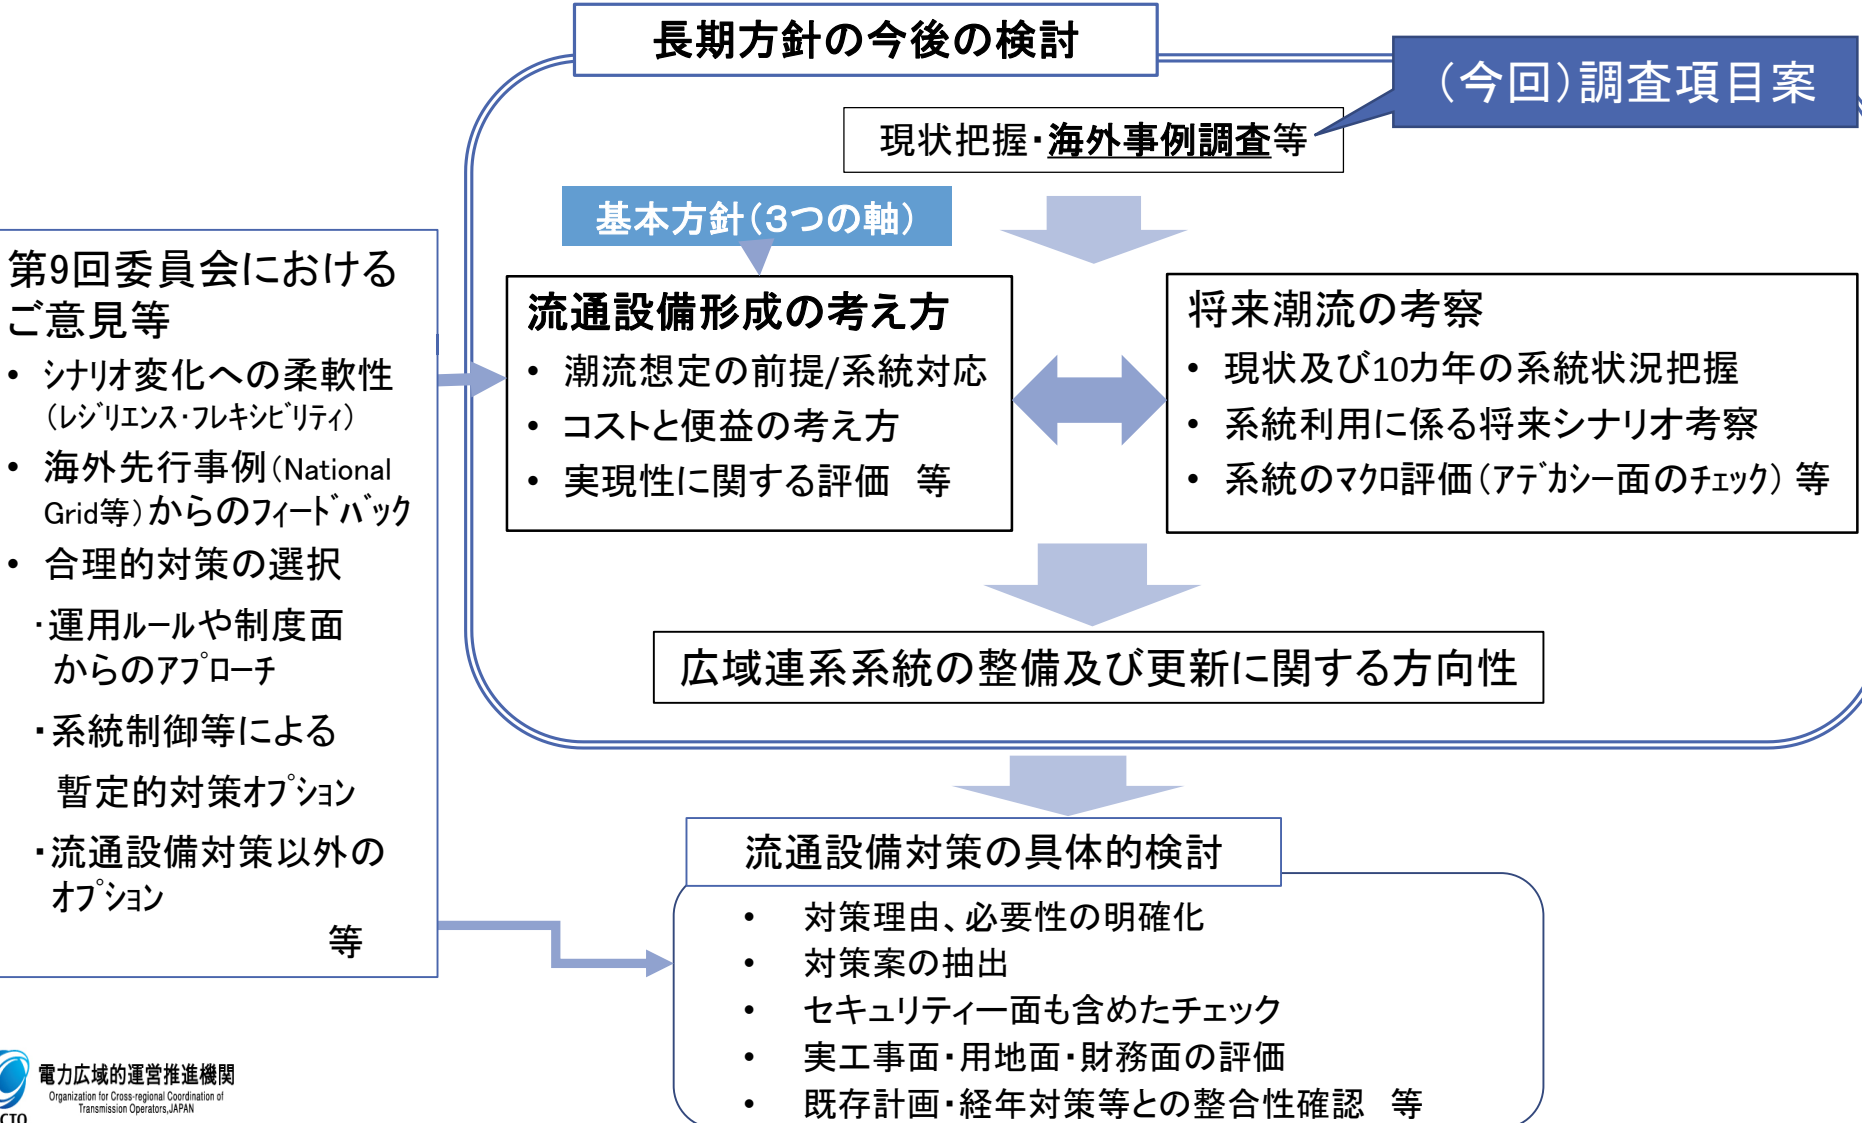 長期方針の今後の検討
（今回）調査項目案
現状把握・海外事例調査等
基本方針（３つの軸）
第9回委員会における
ご意見等
• ｼﾅﾘｵ変化への柔軟性
（ﾚｼﾞﾘｴﾝｽ・ﾌﾚｷｼﾋﾞﾘﾃｨ）
• 海外先行事例（National
Grid等）からのﾌｨｰﾄﾞﾊﾞｯｸ
• 合理的対策の選択
・運用ﾙｰﾙや制度面
からのｱﾌﾟﾛｰﾁ
・系統制御等による
暫定的対策ｵﾌﾟｼｮﾝ
・流通設備対策以外の
ｵﾌﾟｼｮﾝ
等
流通設備形成の考え方
• 潮流想定の前提/系統対応
• コストと便益の考え方
• 実現性に関する評価　等
将来潮流の考察
• 現状及び10カ年の系統状況把握
• 系統利用に係る将来シナリオ考察
• 系統のﾏｸﾛ評価（ｱﾃﾞｶｼｰ面のﾁｪｯｸ）等
広域連系系統の整備及び更新に関する方向性
流通設備対策の具体的検討
• 対策理由、必要性の明確化
• 対策案の抽出
• セキュリティー面も含めたチェック
• 実工事面・用地面・財務面の評価
• 既存計画・経年対策等との整合性確認　等
電力広域的運営推進機関
Organization for Cross-regional Coordination of
Transmission Operators,JAPAN